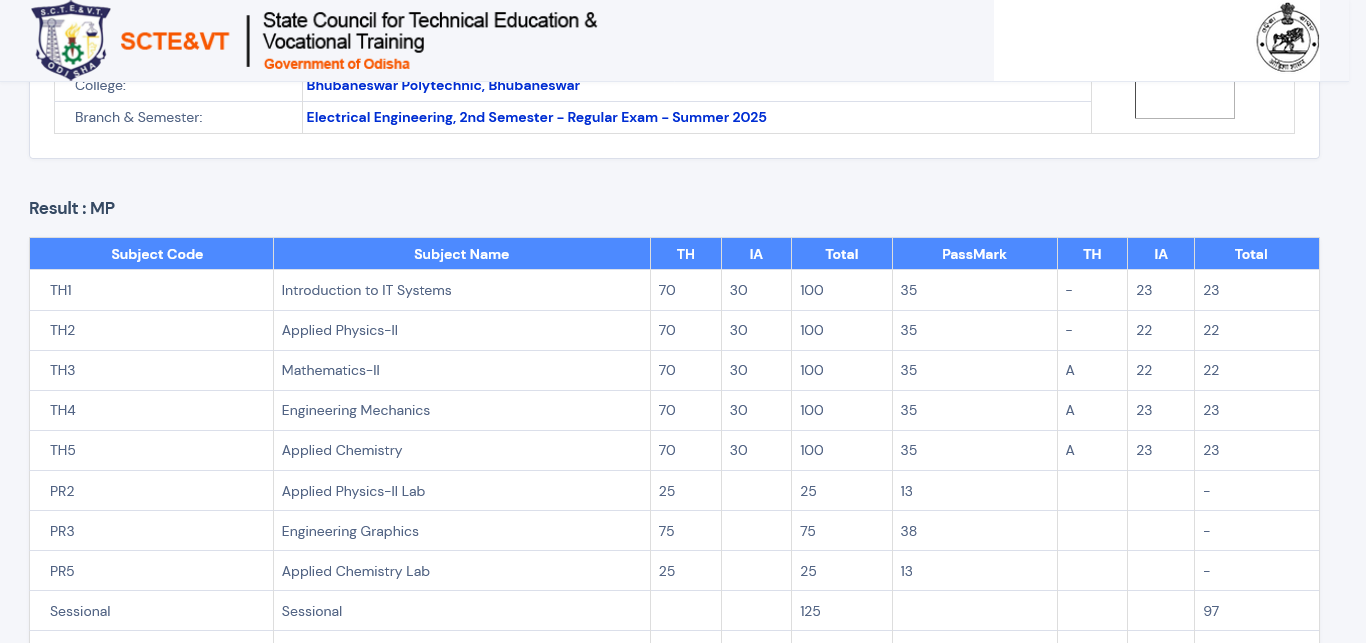 S.C.T.E.&V.T.
ODISHA
SCTE&VT
State Council for Technical Education &
Vocational Training
Government of Odisha
College: Bhubaneswar Polytechnic, Bhubaneswar
Branch & Semester: Electrical Engineering, 2nd Semester - Regular Exam - Summer 2025
Result : MP
Subject Code Subject Name TH IA Total PassMark TH IA Total
TH1 Introduction to IT Systems 70 30 100 35 - 23 23
TH2 Applied Physics-II 70 30 100 35 - 22 22
TH3 Mathematics-II 70 30 100 35 A 22 22
TH4 Engineering Mechanics 70 30 100 35 A 23 23
TH5 Applied Chemistry 70 30 100 35 A 23 23
PR2 Applied Physics-II Lab 25 25 13 -
PR3 Engineering Graphics 75 75 38 -
PR5 Applied Chemistry Lab 25 25 13 -
Sessional Sessional 125 97